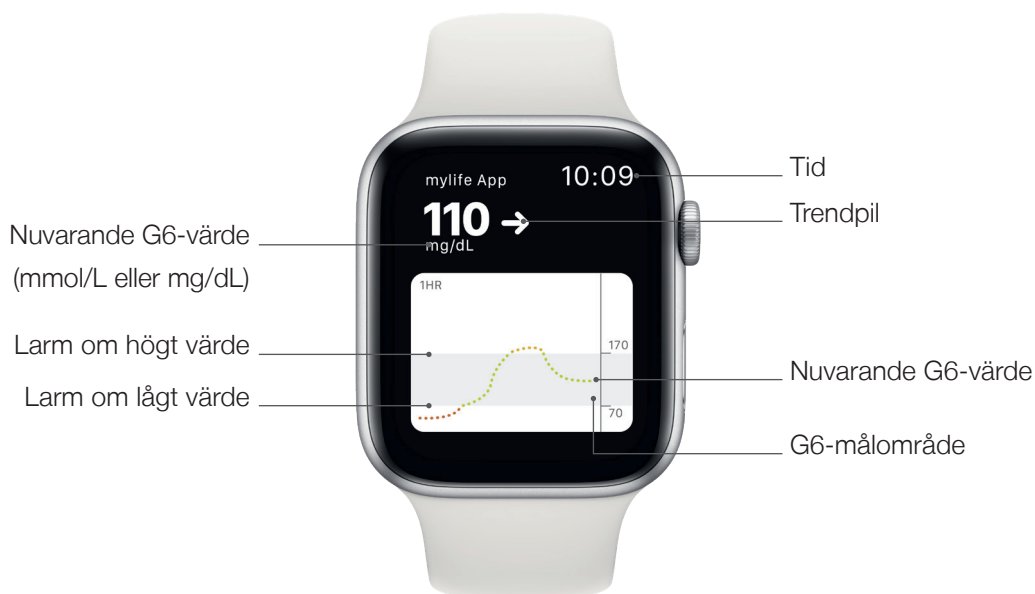 mylife App
10:09
110
mg/dL
1HR
170
70
Nuvarande G6-värde
(mmol/L eller mg/dL)
Larm om högt värde
Larm om lågt värde
Tid
Trendpil
Nuvarande G6-värde
G6-målområde